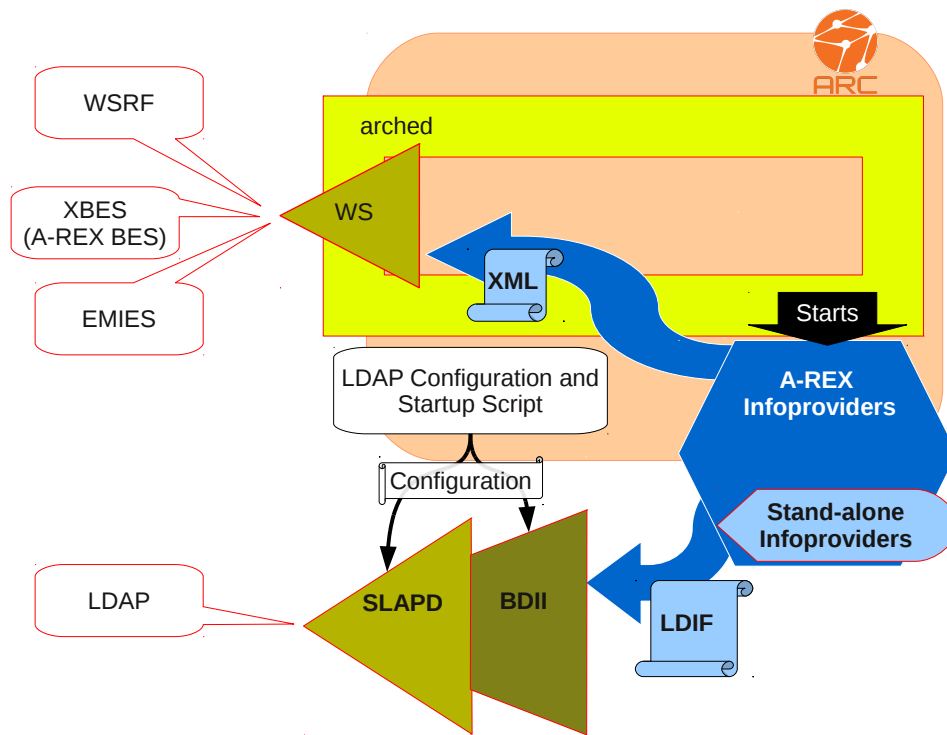 ARC
WSRF
arched
XBES
(A-REX BES)
WS
EMIES
XML
Starts
LDAP Configuration and
Startup Script
A-REX
Infoproviders
Configuration
Stand-alone
Infoproviders
LDAP
SLAPD
BDII
LDIF